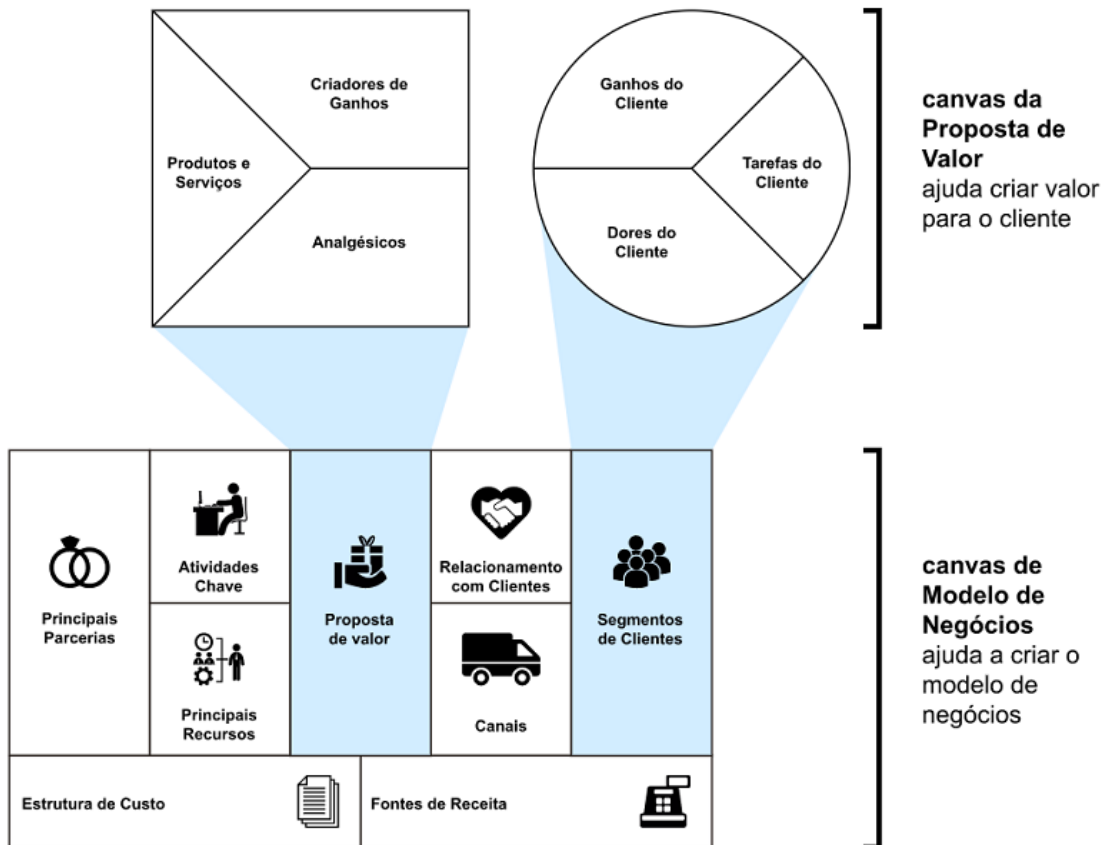 Criadores de
Ganhos
Produtos e
Serviços
Analgésicos
Ganhos do
Cliente
Tarefas do
Cliente
Dores do
Cliente
canvas da
Proposta de
Valor
ajuda criar valor
para o cliente
Principais
Parcerias
Atividades
Chave
Principais
Recursos
Proposta
de valor
Relacionamento
com Clientes
Canais
Segmentos
de Clientes
Estrutura de Custo
Fontes de Receita
canvas de
Modelo de
Negócios
ajuda a criar o
modelo de
negócios